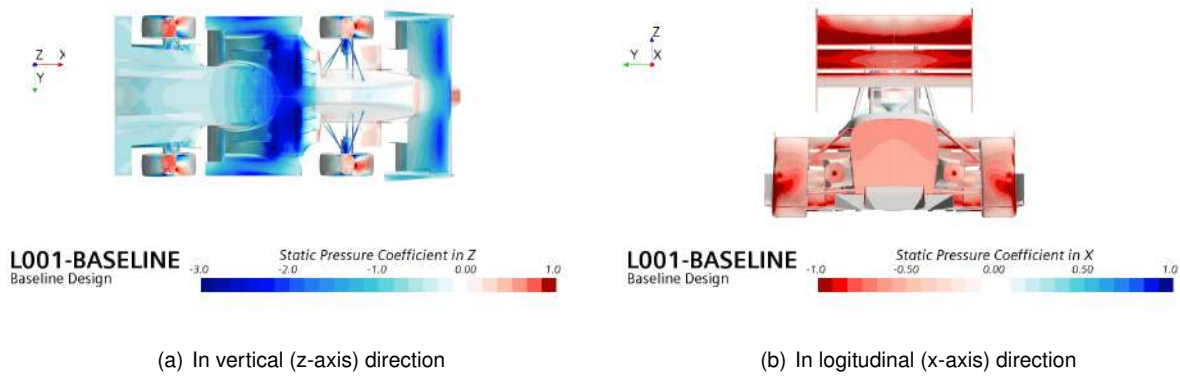 Z X
Y
Z
Y X
L001-BASELINE
Baseline Design
Static Pressure Coefficient in Z
-3.0 -2.0 -1.0 0.00 1.0
L001-BASELINE
Baseline Design
Static Pressure Coefficient in X
-1.0 -0.50 0.00 0.50 1.0
(a) In vertical (z-axis) direction
(b) In logitudinal (x-axis) direction